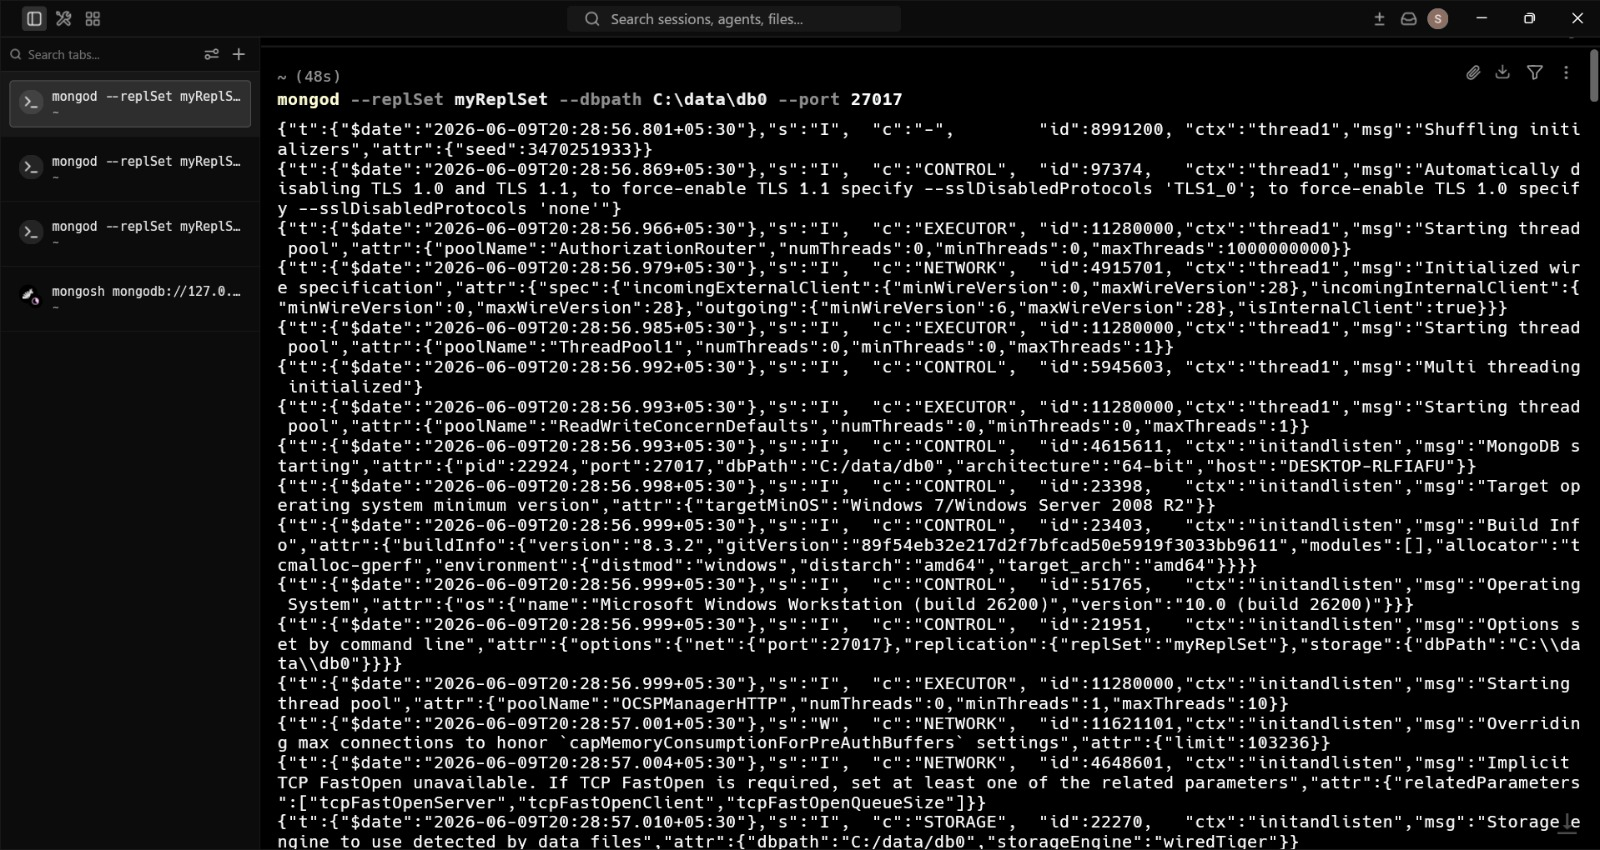 Search sessions, agents, files...
S
Search tabs...
mongod --replSet myReplS...
~
mongod --replSet myReplS...
~
mongod --replSet myReplS...
~
mongosh mongodb://127.0....
~
~ (48s)
mongod --replSet myReplSet --dbpath C:\data\db0 --port 27017
{"t":{"$date":"2026-06-09T20:28:56.801+05:30"},"s":"I",  "c":"-",        "id":8991200, "ctx":"thread1","msg":"Shuffling initi
alizers","attr":{"seed":3470251933}}
{"t":{"$date":"2026-06-09T20:28:56.869+05:30"},"s":"I",  "c":"CONTROL",  "id":97374,   "ctx":"thread1","msg":"Automatically d
isabling TLS 1.0 and TLS 1.1, to force-enable TLS 1.1 specify --sslDisabledProtocols 'TLS1_0'; to force-enable TLS 1.0 specif
y --sslDisabledProtocols 'none'"}
{"t":{"$date":"2026-06-09T20:28:56.966+05:30"},"s":"I",  "c":"EXECUTOR", "id":11280000,"ctx":"thread1","msg":"Starting thread
 pool","attr":{"poolName":"AuthorizationRouter","numThreads":0,"minThreads":0,"maxThreads":1000000000}}
{"t":{"$date":"2026-06-09T20:28:56.979+05:30"},"s":"I",  "c":"NETWORK",  "id":4915701, "ctx":"thread1","msg":"Initialized wir
e specification","attr":{"spec":{"incomingExternalClient":{"minWireVersion":0,"maxWireVersion":28},"incomingInternalClient":{
"minWireVersion":0,"maxWireVersion":28},"outgoing":{"minWireVersion":6,"maxWireVersion":28},"isInternalClient":true}}}
{"t":{"$date":"2026-06-09T20:28:56.985+05:30"},"s":"I",  "c":"EXECUTOR", "id":11280000,"ctx":"thread1","msg":"Starting thread
 pool","attr":{"poolName":"ThreadPool1","numThreads":0,"minThreads":0,"maxThreads":1}}
{"t":{"$date":"2026-06-09T20:28:56.992+05:30"},"s":"I",  "c":"CONTROL",  "id":5945603, "ctx":"thread1","msg":"Multi threading
 initialized"}
{"t":{"$date":"2026-06-09T20:28:56.993+05:30"},"s":"I",  "c":"EXECUTOR", "id":11280000,"ctx":"thread1","msg":"Starting thread
pool","attr":{"poolName":"ReadWriteConcernDefaults","numThreads":0,"minThreads":0,"maxThreads":1}}
{"t":{"$date":"2026-06-09T20:28:56.993+05:30"},"s":"I",  "c":"CONTROL",  "id":4615611, "ctx":"initandlisten","msg":"MongoDB s
tarting","attr":{"pid":22924,"port":27017,"dbPath":"C:/data/db0","architecture":"64-bit","host":"DESKTOP-RLFIAFU"}}
{"t":{"$date":"2026-06-09T20:28:56.998+05:30"},"s":"I",  "c":"CONTROL",  "id":23398,   "ctx":"initandlisten","msg":"Target op
erating system minimum version","attr":{"targetMinOS":"Windows 7/Windows Server 2008 R2"}}
{"t":{"$date":"2026-06-09T20:28:56.999+05:30"},"s":"I",  "c":"CONTROL",  "id":23403,   "ctx":"initandlisten","msg":"Build Inf
o","attr":{"buildInfo":{"version":"8.3.2","gitVersion":"89f54eb32e217d2f7bfcad50e5919f3033bb9611","modules":[],"allocator":"t
cmalloc-gperf","environment":{"distmod":"windows","distarch":"amd64","target_arch":"amd64"}}}}
{"t":{"$date":"2026-06-09T20:28:56.999+05:30"},"s":"I",  "c":"CONTROL",  "id":51765,   "ctx":"initandlisten","msg":"Operating
 System","attr":{"os":{"name":"Microsoft Windows Workstation (build 26200)","version":"10.0 (build 26200)"}}}
{"t":{"$date":"2026-06-09T20:28:56.999+05:30"},"s":"I",  "c":"CONTROL",  "id":21951,   "ctx":"initandlisten","msg":"Options s
et by command line","attr":{"options":{"net":{"port":27017},"replication":{"replSet":"myReplSet"},"storage":{"dbPath":"C:\\da
ta\\db0"}}}}
{"t":{"$date":"2026-06-09T20:28:56.999+05:30"},"s":"I",  "c":"EXECUTOR", "id":11280000,"ctx":"initandlisten","msg":"Starting
thread pool","attr":{"poolName":"OCSPManagerHTTP","numThreads":0,"minThreads":1,"maxThreads":10}}
{"t":{"$date":"2026-06-09T20:28:57.001+05:30"},"s":"W",  "c":"NETWORK",  "id":11621101,"ctx":"initandlisten","msg":"Overridin
g max connections to honor `capMemoryConsumptionForPreAuthBuffers` settings","attr":{"limit":103236}}
{"t":{"$date":"2026-06-09T20:28:57.004+05:30"},"s":"I",  "c":"NETWORK",  "id":4648601, "ctx":"initandlisten","msg":"Implicit
TCP FastOpen unavailable. If TCP FastOpen is required, set at least one of the related parameters","attr":{"relatedParameters
":["tcpFastOpenServer","tcpFastOpenClient","tcpFastOpenQueueSize"]}}
{"t":{"$date":"2026-06-09T20:28:57.010+05:30"},"s":"I",  "c":"STORAGE",  "id":22270,   "ctx":"initandlisten","msg":"Storage e
ngine to use detected by data files","attr":{"dbpath":"C:/data/db0","storageEngine":"wiredTiger"}}